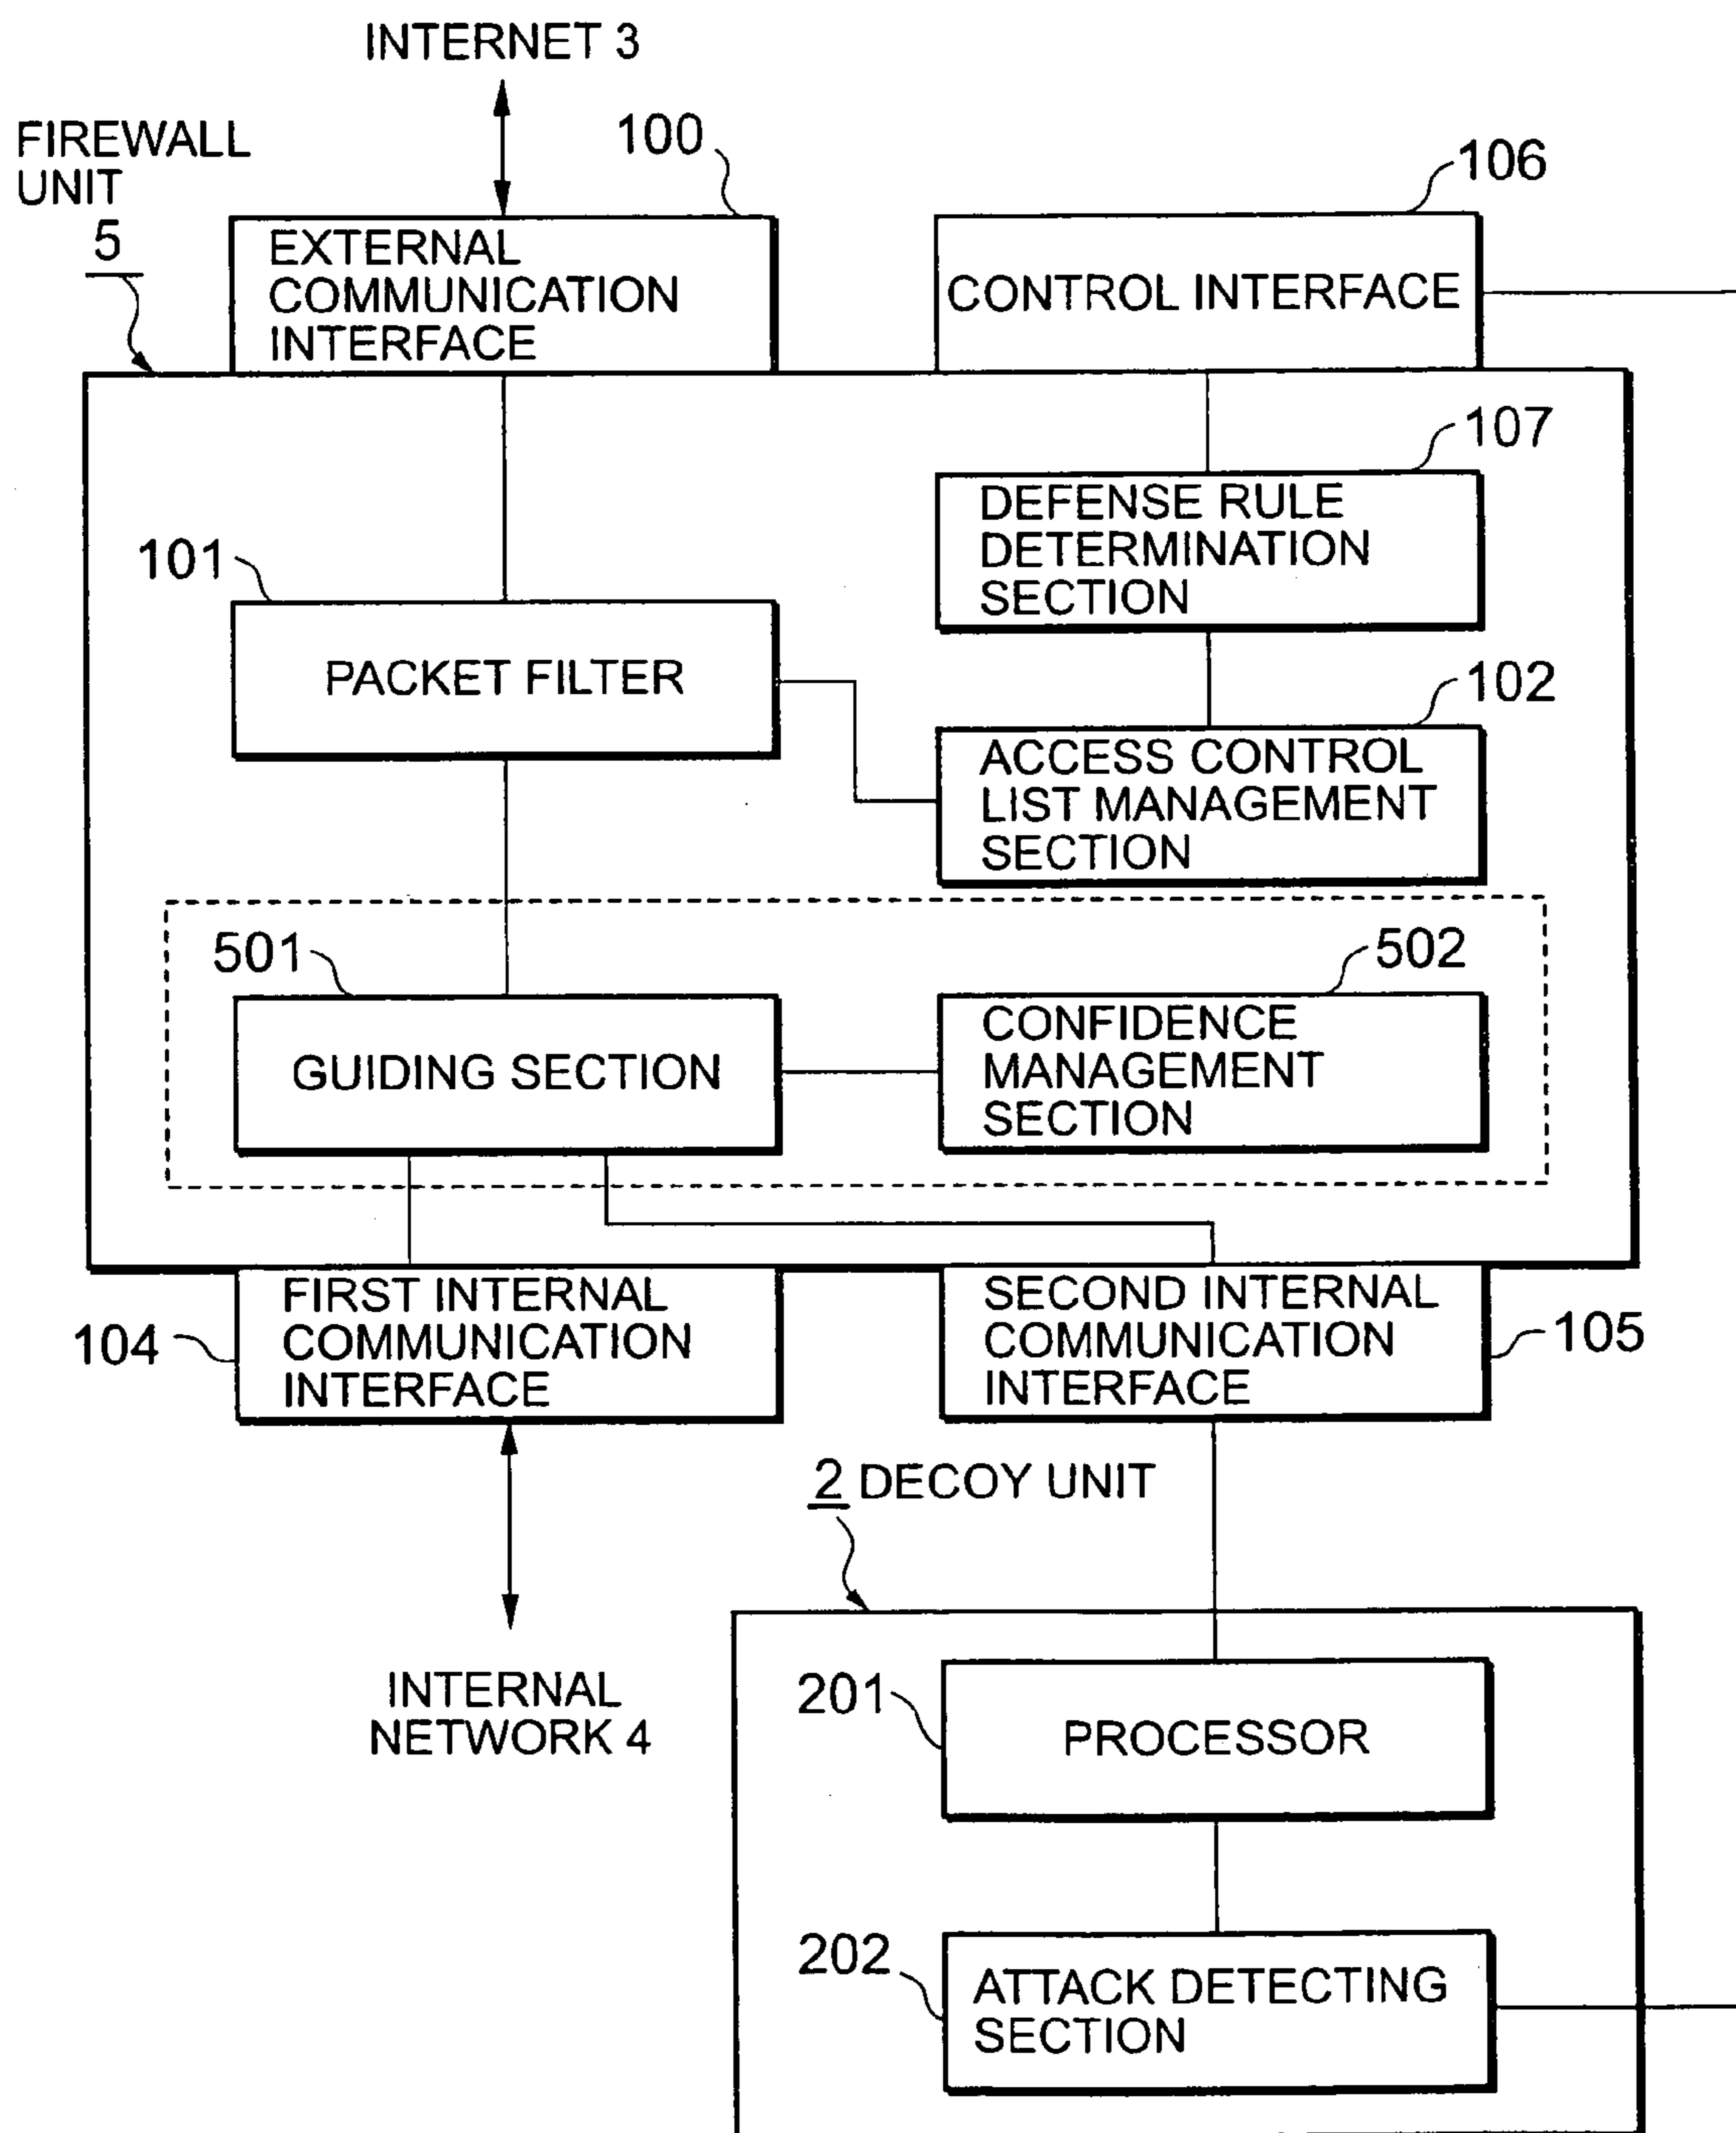 INTERNET 3
FIREWALL
UNIT
5
100
106
EXTERNAL
COMMUNICATION
INTERFACE
CONTROL INTERFACE
107
DEFENSE RULE
DETERMINATION
SECTION
101
PACKET FILTER
102
ACCESS CONTROL
LIST MANAGEMENT
SECTION
501
502
GUIDING SECTION
CONFIDENCE
MANAGEMENT
SECTION
104
FIRST INTERNAL
COMMUNICATION
INTERFACE
SECOND INTERNAL
COMMUNICATION
INTERFACE
105
2 DECOY UNIT
INTERNAL
NETWORK 4
201
PROCESSOR
202
ATTACK DETECTING
SECTION